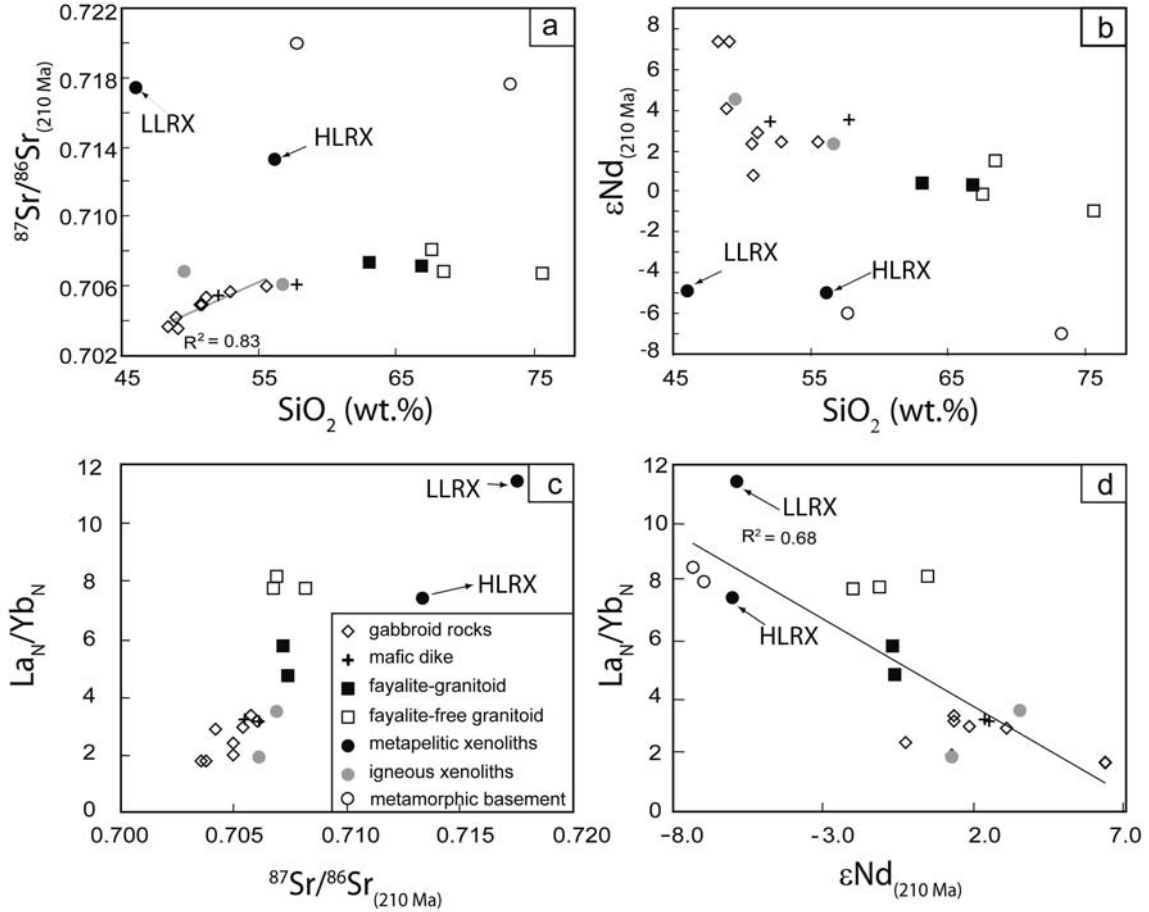 a
0.722
0.718
0.714
0.710
0.706
0.702
⁸⁷Sr/⁸⁶Sr(210 Ma)
LLRX
HLRX
R² = 0.83
45 55 65 75
SiO₂ (wt.%)
b
8
6
4
2
0
-2
-4
-6
-8
εNd(210 Ma)
LLRX
HLRX
45 55 65 75
SiO₂ (wt.%)
c
12
10
8
6
4
2
0
Laₙ/Ybₙ
LLRX
HLRX
gabbroid rocks
mafic dike
fayalite-granitoid
fayalite-free granitoid
metapelitic xenoliths
igneous xenoliths
metamorphic basement
0.700 0.705 0.710 0.715 0.720
⁸⁷Sr/⁸⁶Sr(210 Ma)
d
12
10
8
6
4
2
0
Laₙ/Ybₙ
LLRX
R² = 0.68
HLRX
-8.0 -3.0 2.0 7.0
εNd(210 Ma)